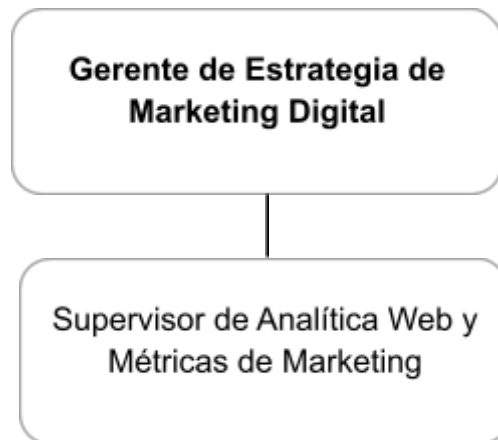 Gerente de Estrategia de
Marketing Digital
Supervisor de Analítica Web y
Métricas de Marketing